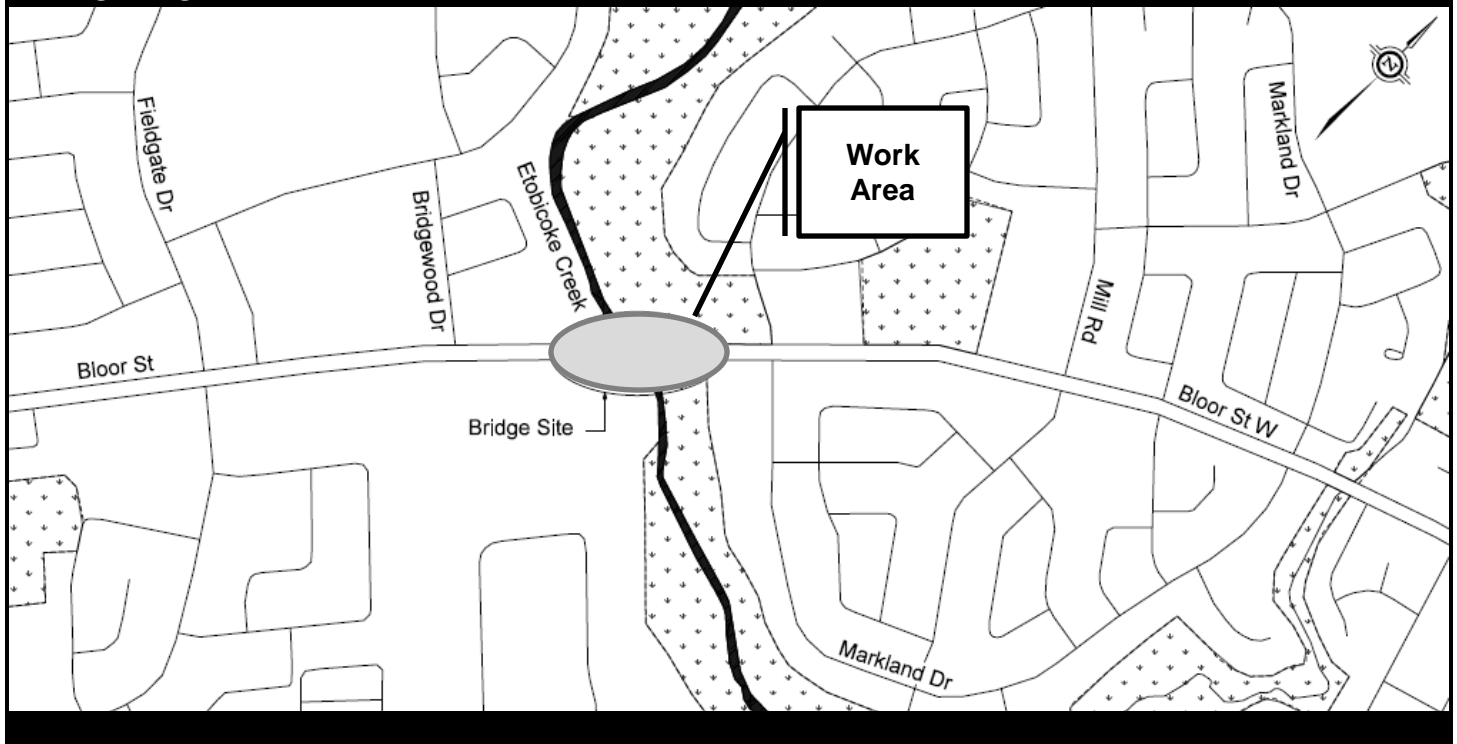 N
Fieldgate Dr
Bridgewood Dr
Etobicoke Creek
Work
Area
Markland Dr
Mill Rd
Bloor St
Bridge Site
Bloor St W
Markland Dr